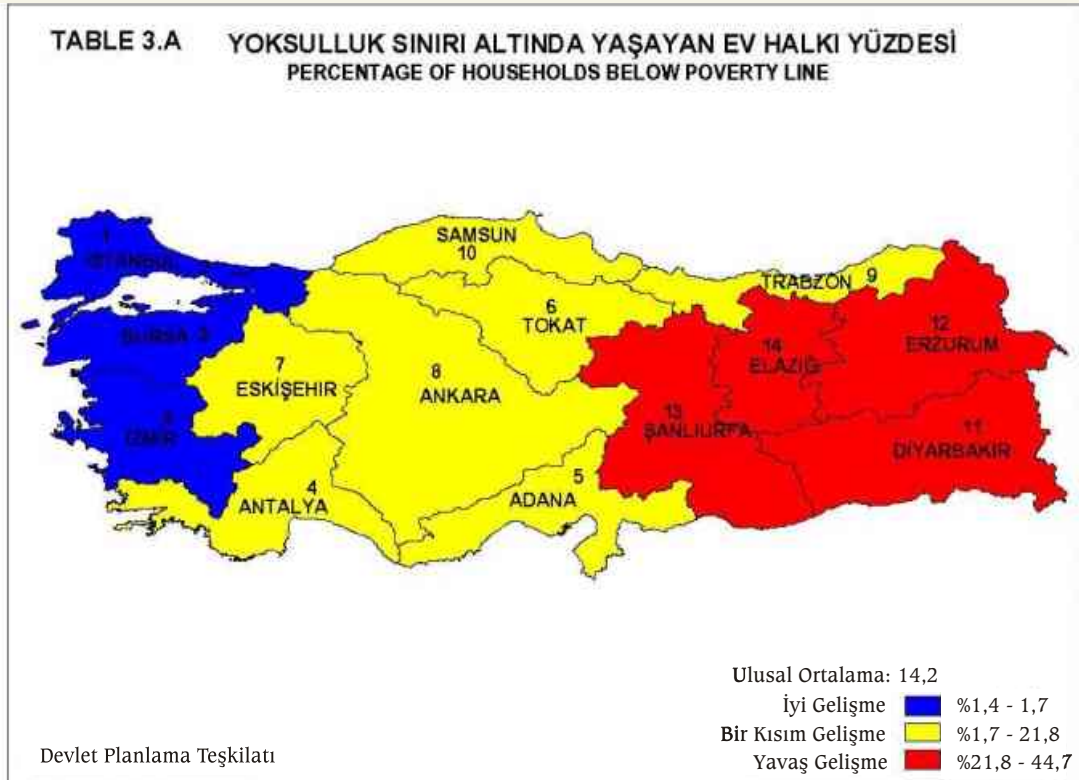 TABLE 3.A YOKSULLUK SINIRI ALTINDA YAŞAYAN EV HALKI YÜZDESİ
PERCENTAGE OF HOUSEHOLDS BELOW POVERTY LINE
1
İSTANBUL 2
SAMSUN
10
TRABZON 9
6
TOKAT
BURSA 3
12
ERZURUM
14
ELAZIĞ
7
ESKİŞEHİR
8
ANKARA
İZMİR
13
ŞANLIURFA
11
DİYARBAKIR
4
ANTALYA
5
ADANA
Ulusal Ortalama: 14,2
İyi Gelişme %1,4 - 1,7
Bir Kısım Gelişme %1,7 - 21,8
Yavaş Gelişme %21,8 - 44,7
Devlet Planlama Teşkilatı